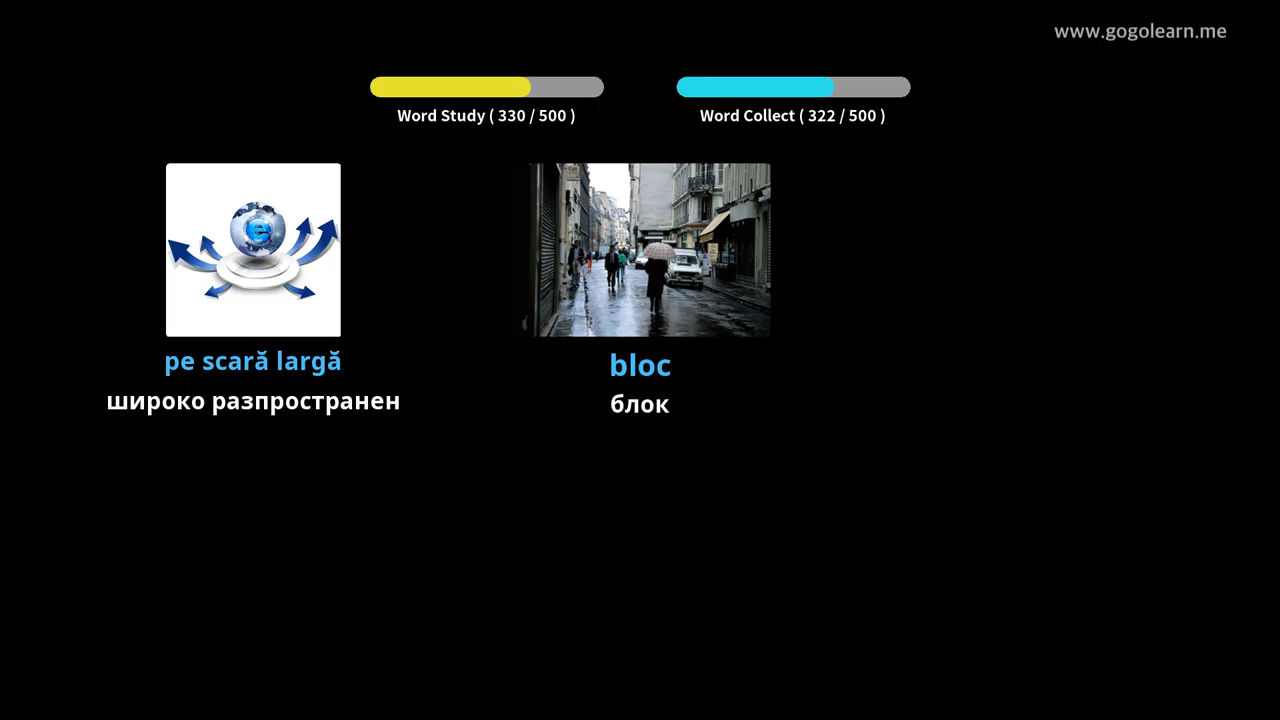 www.gogolearn.me
Word Study ( 330 / 500 )
Word Collect ( 322 / 500 )
e
pe scară largă
широко разпространен
bloc
блок